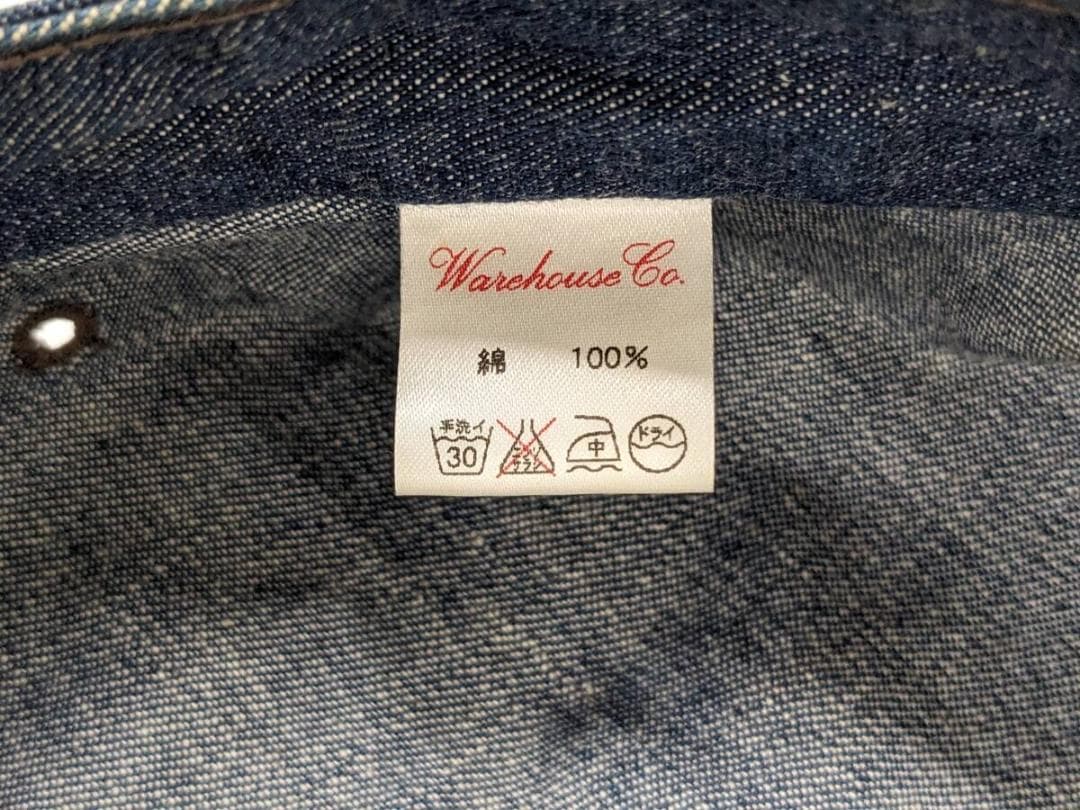 Warehouse Co.
綿 100%
手洗イ
30
エンソ
サラシ
中
ドライ